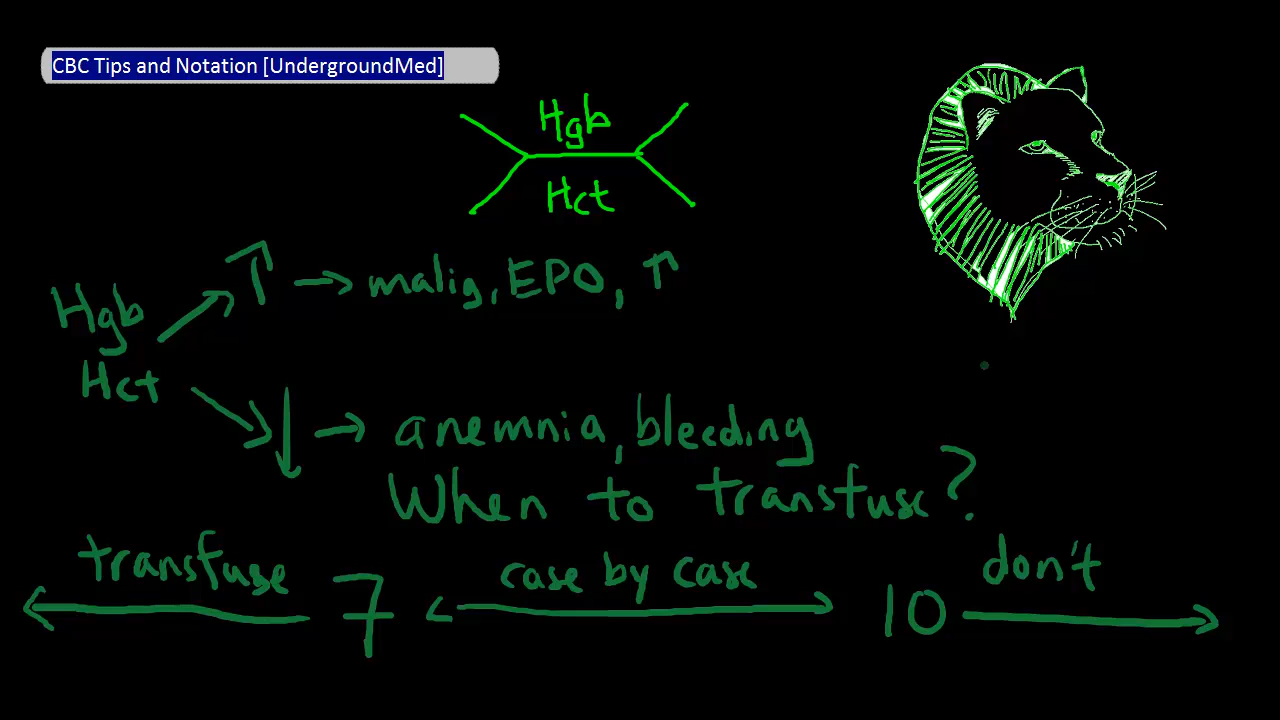 CBC Tips and Notation [UndergroundMed]
Hgb
Hct
Hgb ↑ → malig, EPO, ↑
Hct
↓ → anemnia, bleeding
When to transfuse?
transfuse case by case don't
7 10